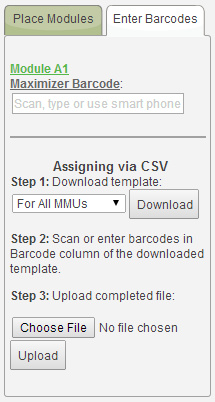 Place Modules
Enter Barcodes
Module A1
Maximizer Barcode:
Scan, type or use smart phone
Assigning via CSV
Step 1: Download template:
For All MMUs
Download
Step 2: Scan or enter barcodes in
Barcode column of the downloaded
template.
Step 3: Upload completed file:
Choose File No file chosen
Upload